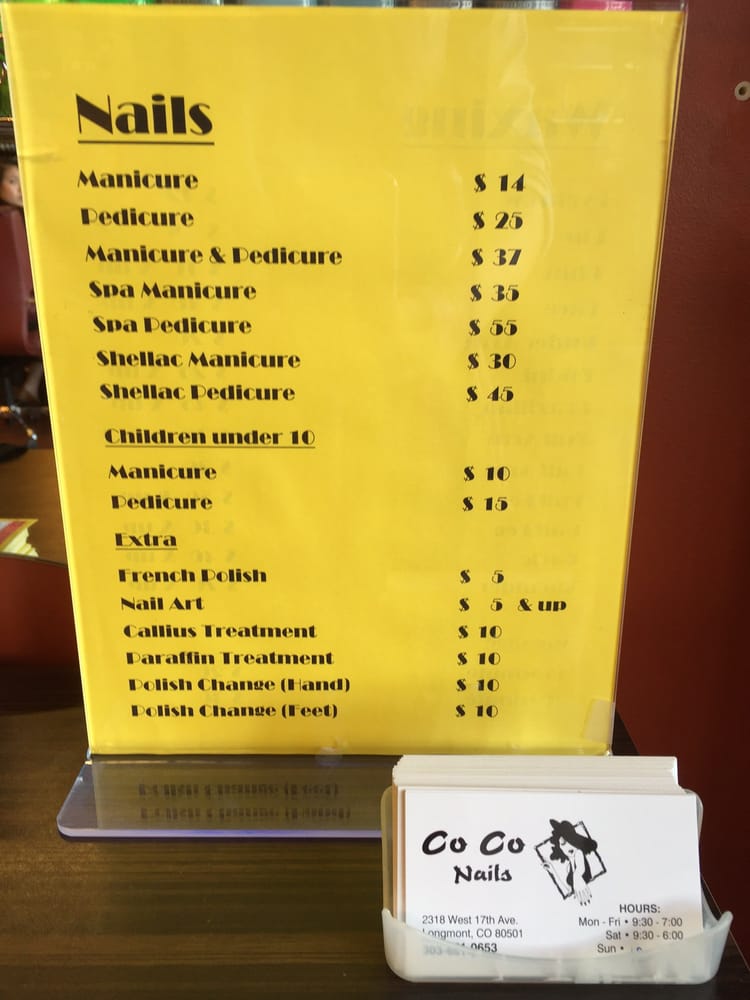 Nails
Manicure $ 14
Pedicure $ 25
Manicure & Pedicure $ 37
Spa Manicure $ 35
Spa Pedicure $ 55
Shellac Manicure $ 30
Shellac Pedicure $ 45
Children under 10
Manicure $ 10
Pedicure $ 15
Extra
French Polish $ 5
Nail Art $ 5 & up
Callius Treatment $ 10
Paraffin Treatment $ 10
Polish Change (Hand) $ 10
Polish Change (Feet) $ 10
Co Co
Nails
2318 West 17th Ave.
Longmont, CO 80501
0653
HOURS:
Mon - Fri • 9:30 - 7:00
Sat • 9:30 - 6:00
Sun •